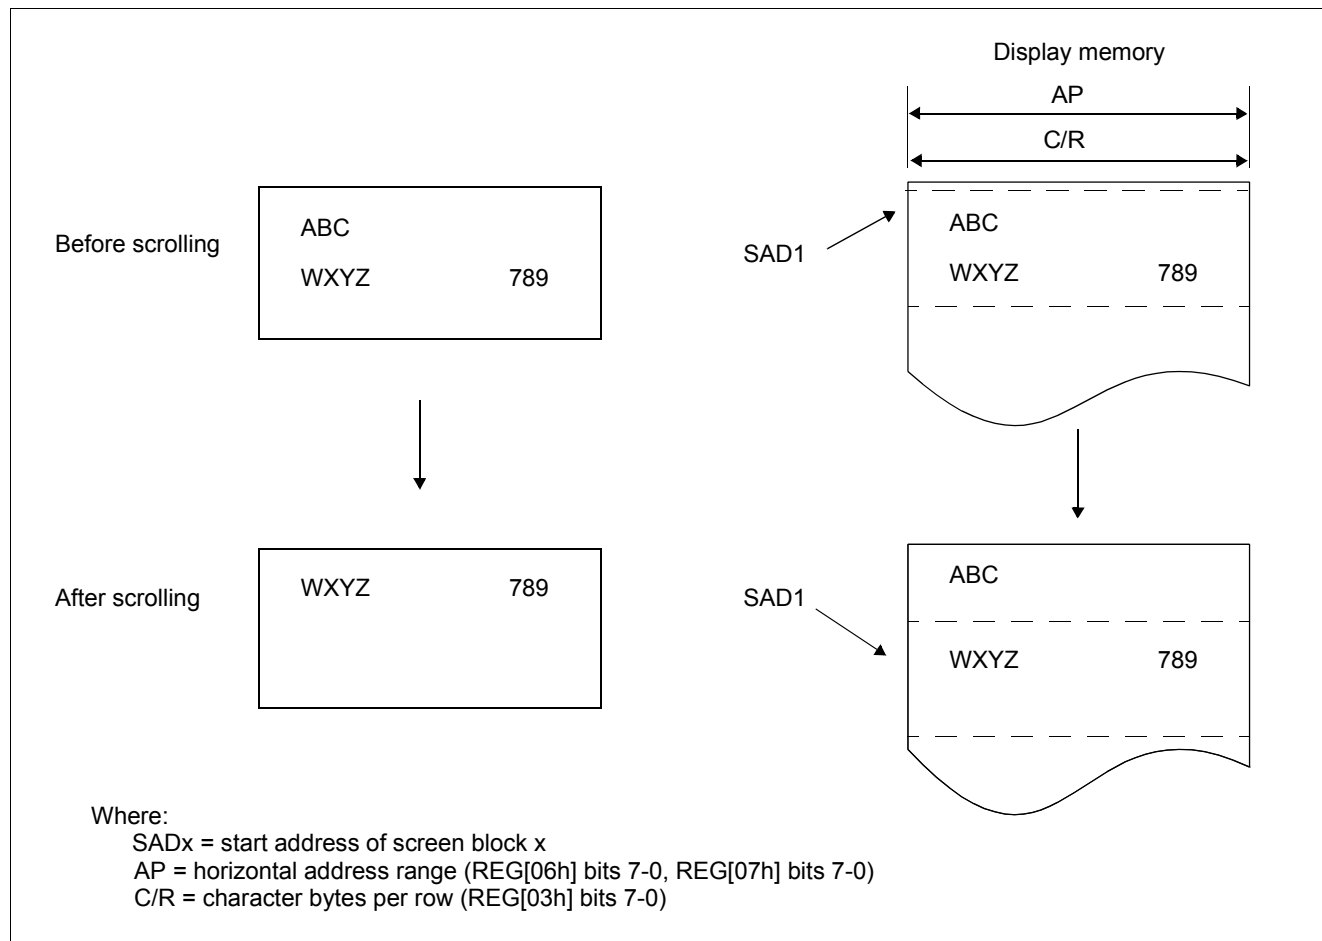 Display memory
AP
C/R
Before scrolling
ABC
WXYZ 789
SAD1
ABC
WXYZ 789
After scrolling
WXYZ 789
SAD1
ABC
WXYZ 789
Where:
SADx = start address of screen block x
AP = horizontal address range (REG[06h] bits 7-0, REG[07h] bits 7-0)
C/R = character bytes per row (REG[03h] bits 7-0)